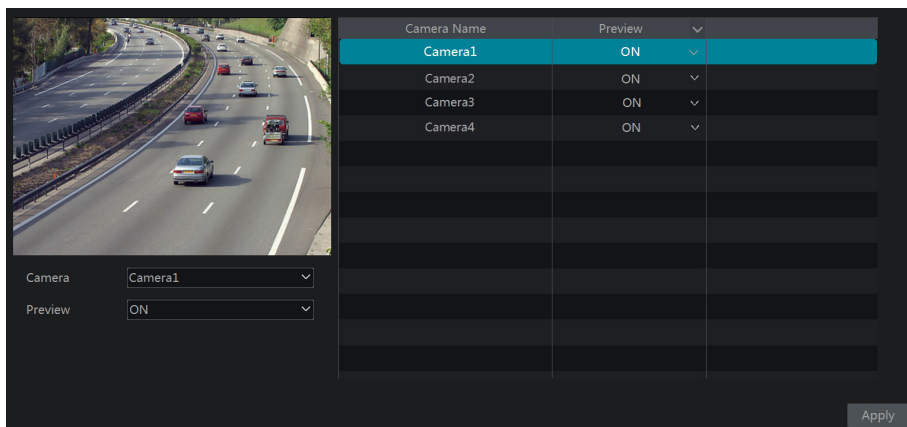 Camera Name Preview
Camera1 ON
Camera2 ON
Camera3 ON
Camera4 ON
Camera Camera1
Preview ON
Apply